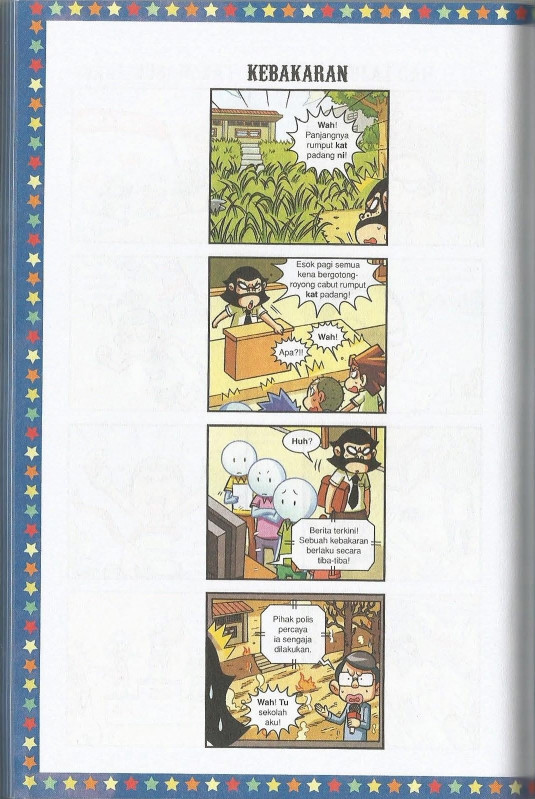 KEBAKARAN
Wah!
Panjangnya
rumput kat
padang ni!
Esok pagi semua
kena bergotong-
royong cabut rumput
kat padang!
Wah!
Apa?!!
Huh?
Berita terkini!
Sebuah kebakaran
berlaku secara
tiba-tiba!
Pihak polis
percaya
ia sengaja
dilakukan.
Wah! Tu
sekolah
aku!